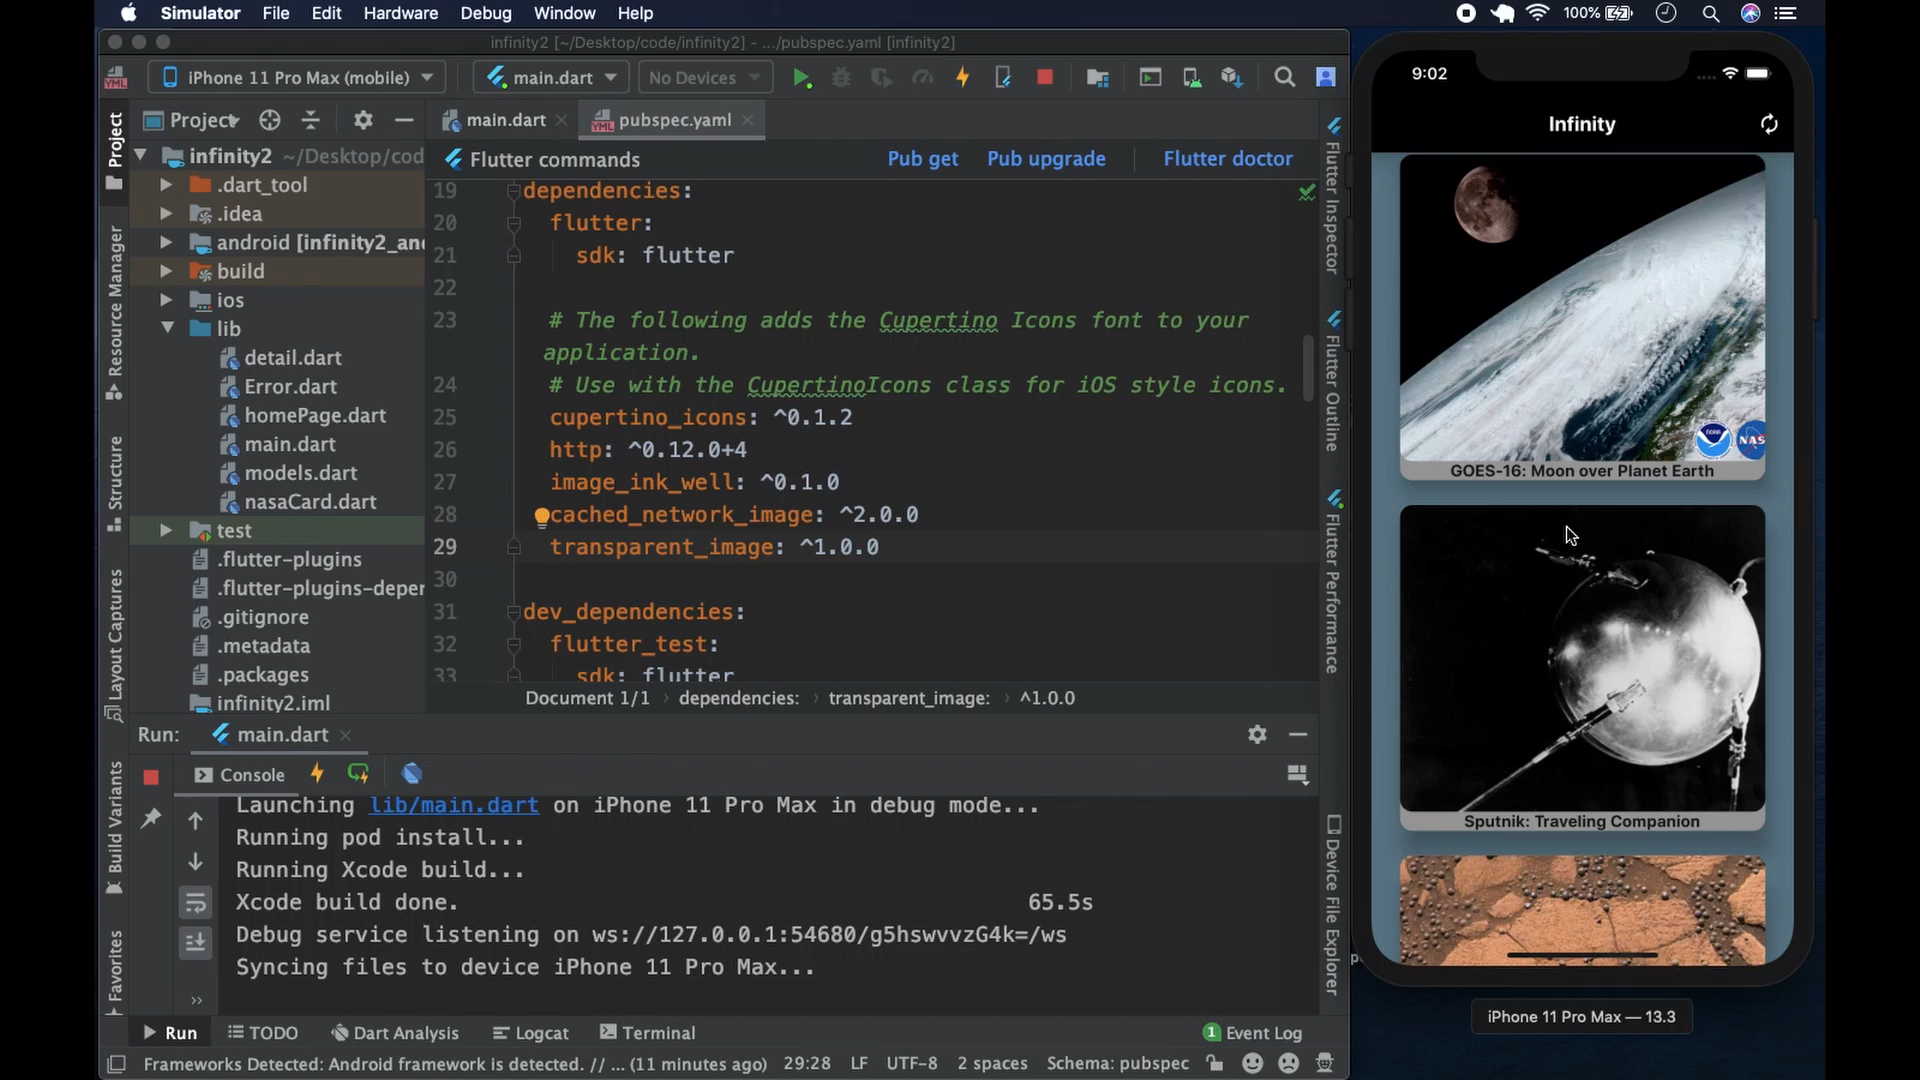 Simulator File Edit Hardware Debug Window Help 100%
infinity2 [~/Desktop/code/infinity2] - .../pubspec.yaml [infinity2]
iPhone 11 Pro Max (mobile) main.dart No Devices
Project main.dart pubspec.yaml
Flutter commands Pub get Pub upgrade Flutter doctor
infinity2 ~/Desktop/cod
.dart_tool
.idea
android [infinity2_an
build
ios
lib
detail.dart
Error.dart
homePage.dart
main.dart
models.dart
nasaCard.dart
test
.flutter-plugins
.flutter-plugins-deper
.gitignore
.metadata
.packages
infinity2.iml
19 dependencies:
20 flutter:
21 sdk: flutter
22
23 # The following adds the Cupertino Icons font to your
application.
24 # Use with the CupertinoIcons class for iOS style icons.
25 cupertino_icons: ^0.1.2
26 http: ^0.12.0+4
27 image_ink_well: ^0.1.0
28 cached_network_image: ^2.0.0
29 transparent_image: ^1.0.0
30
31 dev_dependencies:
32 flutter_test:
33 sdk: flutter
Document 1/1 dependencies: transparent_image: ^1.0.0
Project
Resource Manager
Structure
Layout Captures
Build Variants
Favorites
Flutter Inspector
Flutter Outline
Flutter Performance
Device File Explorer
Run: main.dart
Console
Launching lib/main.dart on iPhone 11 Pro Max in debug mode...
Running pod install...
Running Xcode build...
Xcode build done. 65.5s
Debug service listening on ws://127.0.0.1:54680/g5hswvvzG4k=/ws
Syncing files to device iPhone 11 Pro Max...
Run TODO Dart Analysis Logcat Terminal 1 Event Log
Frameworks Detected: Android framework is detected. // ... (11 minutes ago) 29:28 LF UTF-8 2 spaces Schema: pubspec
9:02
Infinity
NOAA NAS
GOES-16: Moon over Planet Earth
Sputnik: Traveling Companion
iPhone 11 Pro Max — 13.3